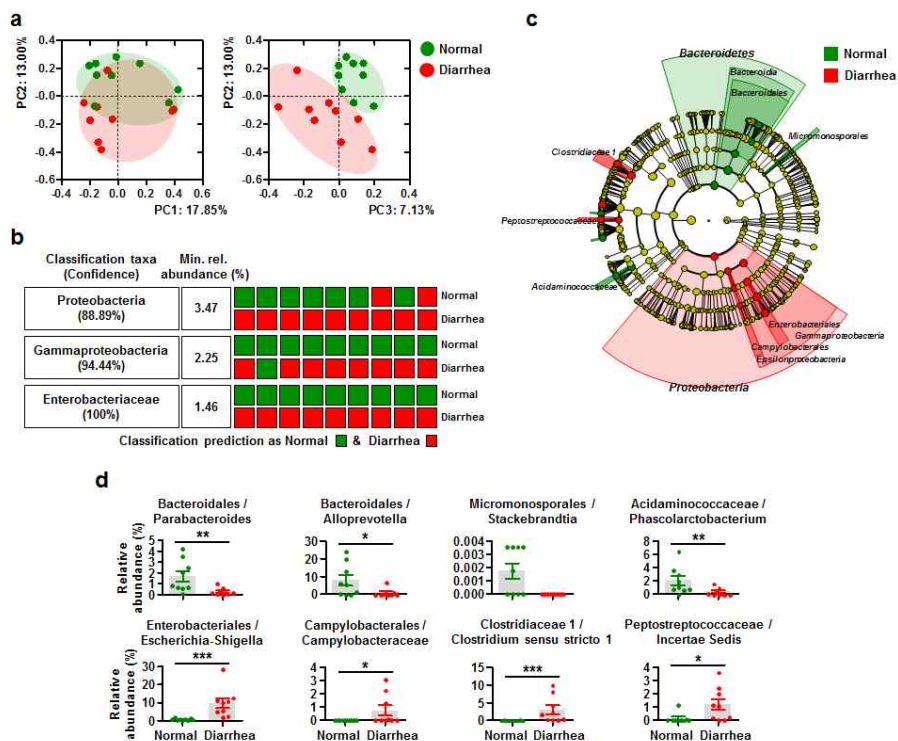 a
0.4
0.2
0.0
-0.2
-0.4
-0.6
PC2: 13.00%
-0.4 -0.2 0.0 0.2 0.4 0.6
PC1: 17.85%
0.4
0.2
0.0
-0.2
-0.4
-0.6
PC2: 13.00%
-0.4 -0.2 0.0 0.2 0.4
PC3: 7.13%
Normal
Diarrhea
b
Classification taxa
(Confidence)
Min. rel.
abundance (%)
Proteobacteria
(88.89%)
3.47
Normal
Diarrhea
Gammaproteobacteria
(94.44%)
2.25
Normal
Diarrhea
Enterobacteriaceae
(100%)
1.46
Normal
Diarrhea
Classification prediction as Normal & Diarrhea
c
Normal
Diarrhea
Bacteroidetes
Bacteroidia
Bacteroidales
Micromonosporales
Clostridiaceae 1
Peptostreptococcaceae
Acidaminococcaceae
Enterobacteriales
Gammaproteobacteria
Campylobacterales
Epsilonproteobacteria
Proteobacteria
d
Bacteroidales /
Parabacteroides
Relative
abundance (%)
5
4
3
2
1
0
**
Bacteroidales /
Alloprevotella
30
20
10
0
*
Micromonosporales /
Stackebrandtia
0.004
0.003
0.002
0.001
0.000
Acidaminococcaceae /
Phascolarctobacterium
8
6
4
2
0
**
Enterobacteriales /
Escherichia-Shigella
Relative
abundance (%)
30
20
10
0
***
Normal Diarrhea
Campylobacterales /
Campylobacteraceae
4
3
2
1
0
*
Normal Diarrhea
Clostridiaceae 1 /
Clostridium sensu stricto 1
15
10
5
0
***
Normal Diarrhea
Peptostreptococcaceae /
Incertae Sedis
4
3
2
1
0
*
Normal Diarrhea